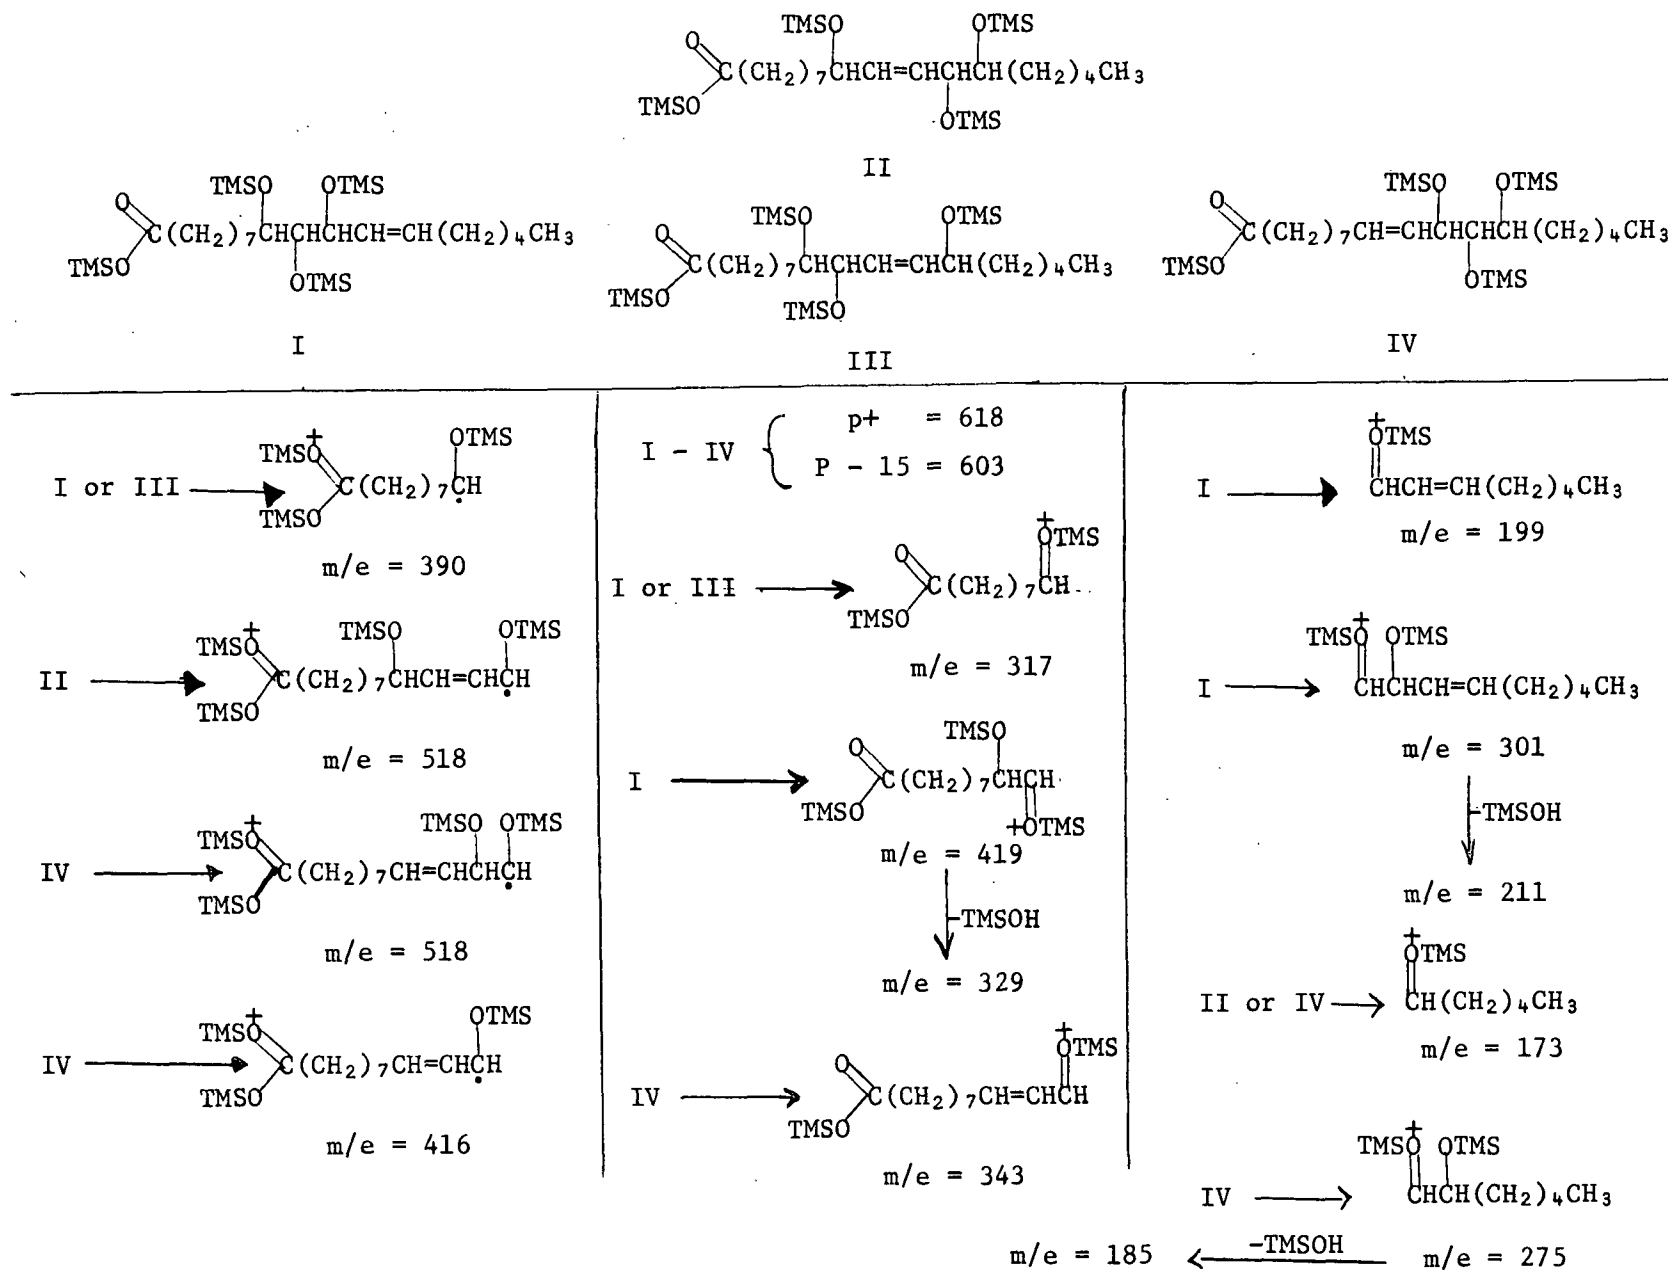 TMSO OTMS
O
C(CH₂)₇CHCH=CHCHCH(CH₂)₄CH₃
TMSO
OTMS
II
TMSO OTMS
O
C(CH₂)₇CHCHCHCH=CH(CH₂)₄CH₃
TMSO
OTMS
I
TMSO OTMS
O
C(CH₂)₇CHCHCH=CHCH(CH₂)₄CH₃
TMSO
TMSO
III
TMSO OTMS
O
C(CH₂)₇CH=CHCHCHCH(CH₂)₄CH₃
TMSO
OTMS
IV
I or III
+
TMSO OTMS
C(CH₂)₇CH
TMSO
m/e = 390
II
+
TMSO TMSO OTMS
C(CH₂)₇CHCH=CHCH
TMSO
m/e = 518
IV
+
TMSO TMSO OTMS
C(CH₂)₇CH=CHCHCH
TMSO
m/e = 518
IV
+
TMSO OTMS
C(CH₂)₇CH=CHCH
TMSO
m/e = 416
I - IV
p+ = 618
P - 15 = 603
I or III
+
O OTMS
C(CH₂)₇CH
TMSO
m/e = 317
I
TMSO
O
C(CH₂)₇CHCH
TMSO
+OTMS
m/e = 419
-TMSOH
m/e = 329
IV
+
O OTMS
C(CH₂)₇CH=CHCH
TMSO
m/e = 343
I
+
OTMS
CHCH=CH(CH₂)₄CH₃
m/e = 199
I
+
TMSO OTMS
CHCHCH=CH(CH₂)₄CH₃
m/e = 301
-TMSOH
m/e = 211
II or IV
+
OTMS
CH(CH₂)₄CH₃
m/e = 173
IV
+
TMSO OTMS
CHCH(CH₂)₄CH₃
m/e = 185 -TMSOH m/e = 275